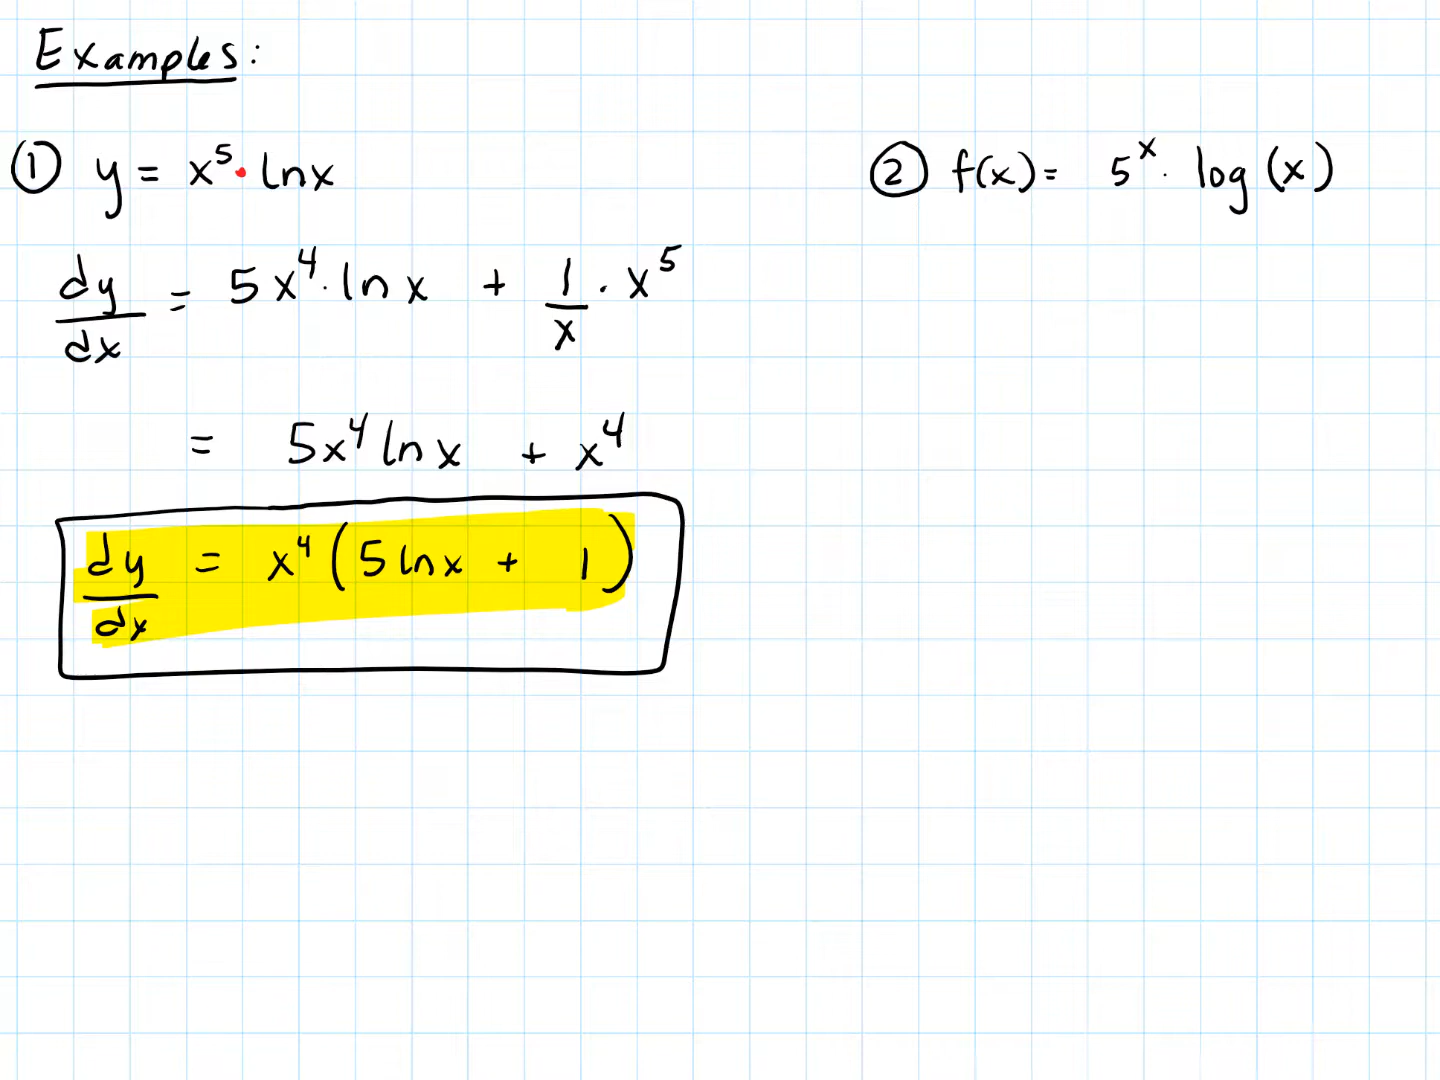 Examples:
① y = x⁵ · ln x
dy/dx = 5x⁴ · ln x + 1/x · x⁵
= 5x⁴ ln x + x⁴
dy/dx = x⁴ (5 ln x + 1)
② f(x) = 5ˣ · log (x)